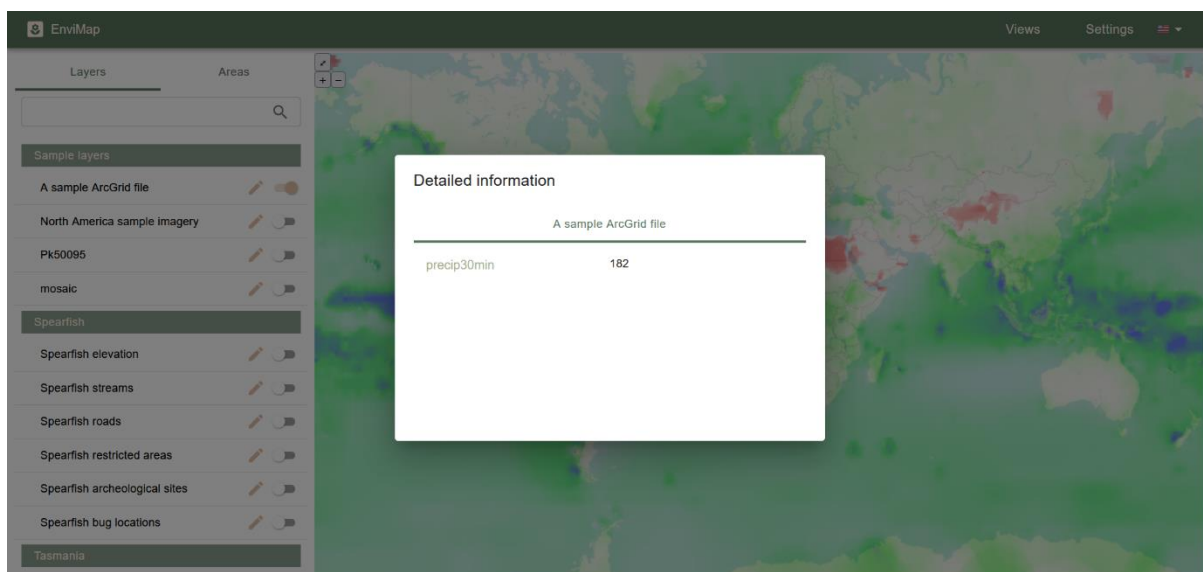 EnviMap
Views
Settings
Layers
Areas
Sample layers
A sample ArcGrid file
North America sample imagery
Pk50095
mosaic
Spearfish
Spearfish elevation
Spearfish streams
Spearfish roads
Spearfish restricted areas
Spearfish archeological sites
Spearfish bug locations
Tasmania
Detailed information
A sample ArcGrid file
precip30min 182